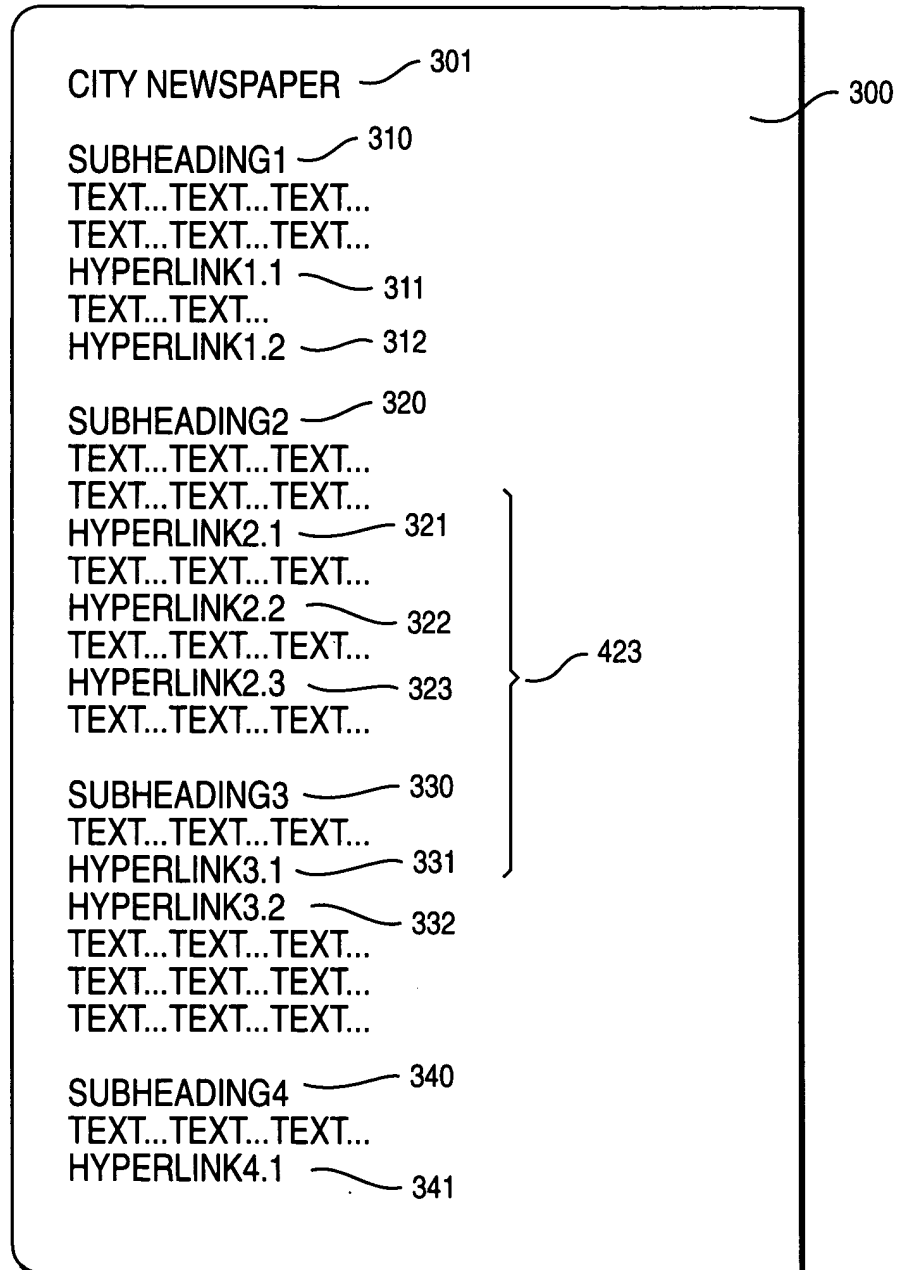 CITY NEWSPAPER 301
300
SUBHEADING1 310
TEXT...TEXT...TEXT...
TEXT...TEXT...TEXT...
HYPERLINK1.1 311
TEXT...TEXT...
HYPERLINK1.2 312
SUBHEADING2 320
TEXT...TEXT...TEXT...
TEXT...TEXT...TEXT...
HYPERLINK2.1 321
TEXT...TEXT...TEXT...
HYPERLINK2.2 322
TEXT...TEXT...TEXT...
423
HYPERLINK2.3 323
TEXT...TEXT...TEXT...
SUBHEADING3 330
TEXT...TEXT...TEXT...
HYPERLINK3.1 331
HYPERLINK3.2 332
TEXT...TEXT...TEXT...
TEXT...TEXT...TEXT...
TEXT...TEXT...TEXT...
SUBHEADING4 340
TEXT...TEXT...TEXT...
HYPERLINK4.1 341